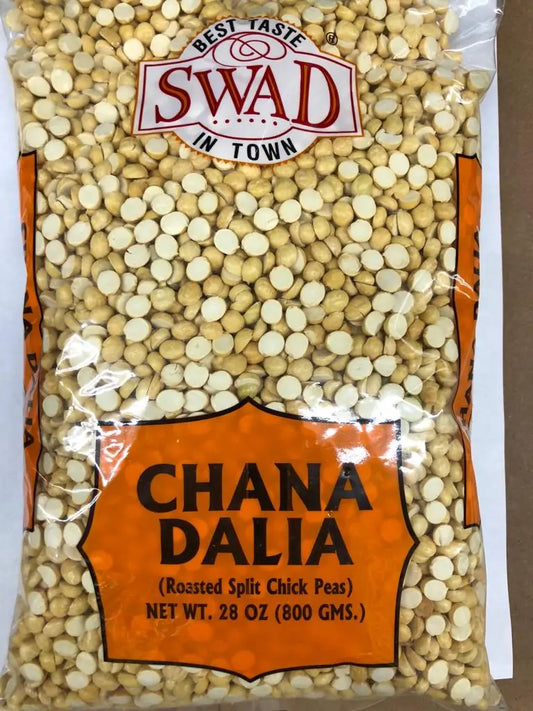 BEST TASTE
®
SWAD
IN TOWN
CHANA
DALIA
(Roasted Split Chick Peas)
NET WT. 28 OZ (800 GMS.)